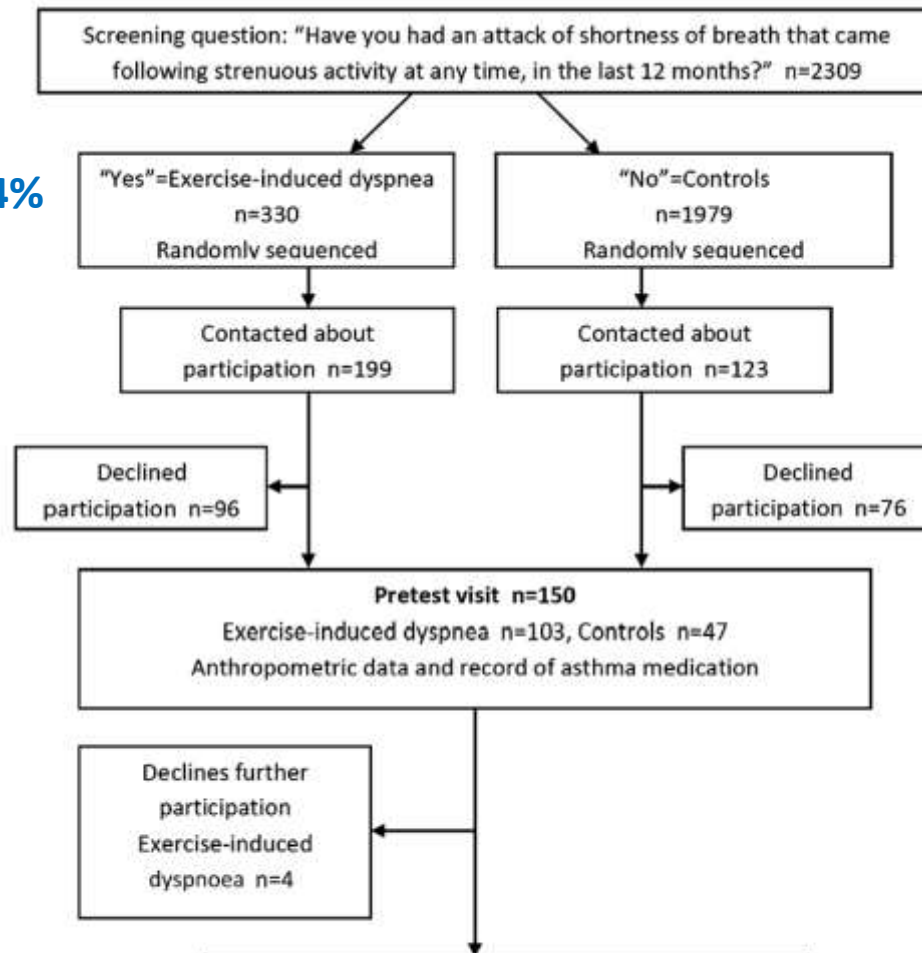 Screening question: “Have you had an attack of shortness of breath that came
following strenuous activity at any time, in the last 12 months?” n=2309
4%
“Yes”=Exercise-induced dyspnea
n=330
Randomly sequenced
“No”=Controls
n=1979
Randomly sequenced
Contacted about
participation n=199
Contacted about
participation n=123
Declined
participation n=96
Declined
participation n=76
Pretest visit n=150
Exercise-induced dyspnea n=103, Controls n=47
Anthropometric data and record of asthma medication
Declines further
participation
Exercise-induced
dyspnoea n=4